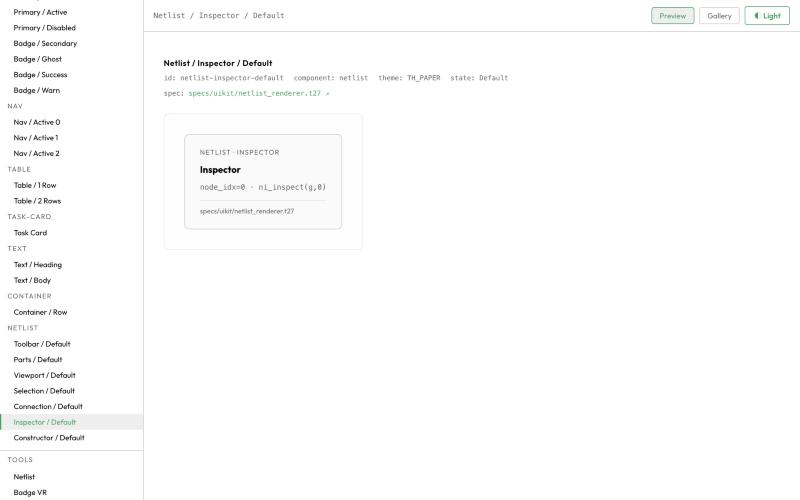 Primary / Active
Primary / Disabled
Badge / Secondary
Badge / Ghost
Badge / Success
Badge / Warn
NAV
Nav / Active 0
Nav / Active 1
Nav / Active 2
TABLE
Table / 1 Row
Table / 2 Rows
TASK-CARD
Task Card
TEXT
Text / Heading
Text / Body
CONTAINER
Container / Row
NETLIST
Toolbar / Default
Parts / Default
Viewport / Default
Selection / Default
Connection / Default
Inspector / Default
Constructor / Default
TOOLS
Netlist
Badge VR
Netlist / Inspector / Default
Preview
Gallery
Light
Netlist / Inspector / Default
id: netlist-inspector-default component: netlist theme: TH_PAPER state: Default
spec: specs/uikit/netlist_renderer.t27 ↗
NETLIST · INSPECTOR
Inspector
node_idx=0 · ni_inspect(g,0)
specs/uikit/netlist_renderer.t27